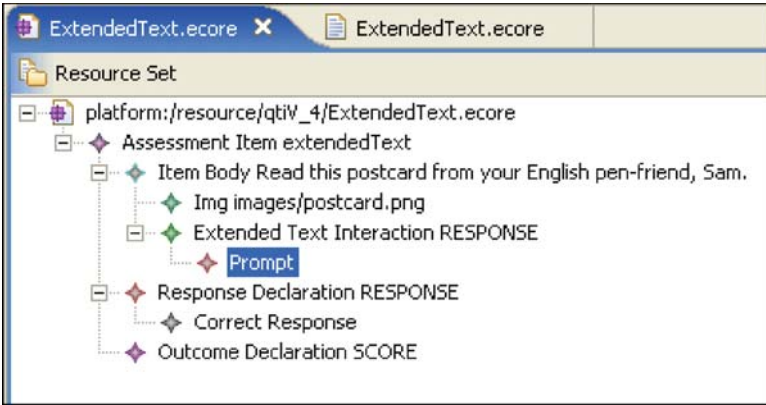 ExtendedText.ecore ExtendedText.ecore
Resource Set
platform:/resource/qtiV_4/ExtendedText.ecore
Assessment Item extendedText
Item Body Read this postcard from your English pen-friend, Sam.
Img images/postcard.png
Extended Text Interaction RESPONSE
Prompt
Response Declaration RESPONSE
Correct Response
Outcome Declaration SCORE